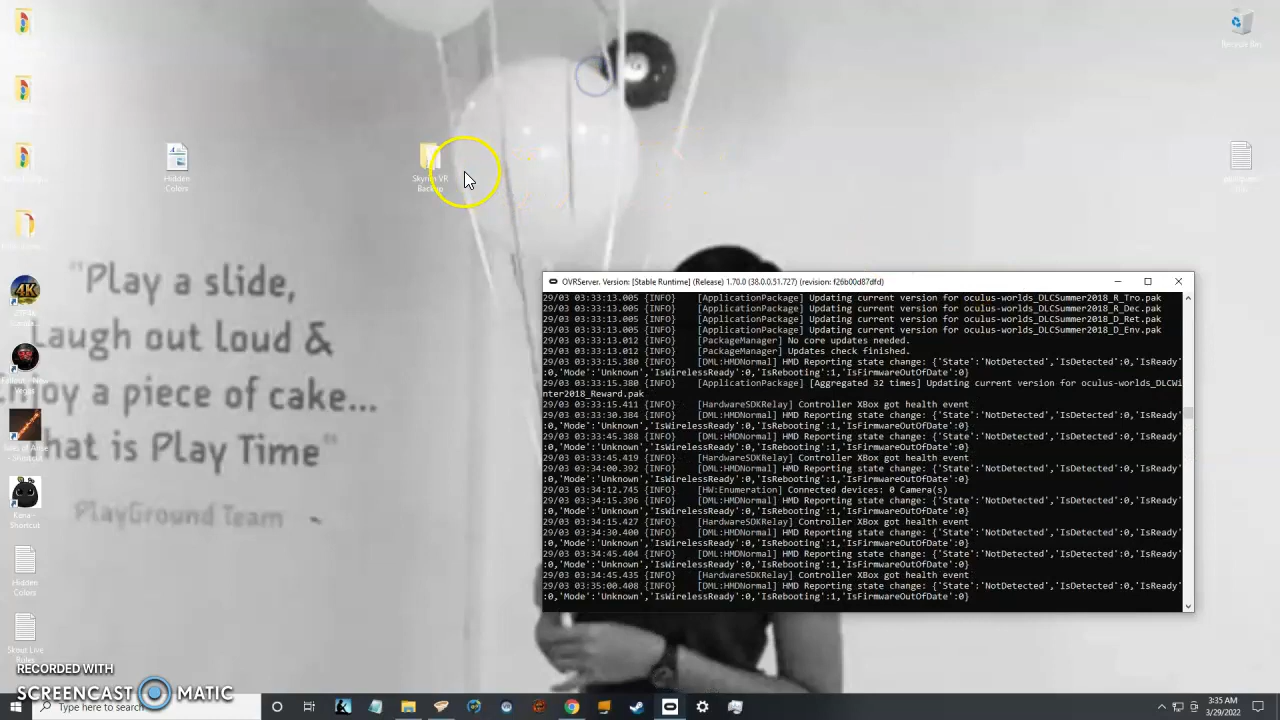 Recycle Bin
Hidden
Colors
Skyrim VR
Backup
"Play a slide,
augh out loud &
joy a piece of cake...
hat is Play Time"
Playground Team
Fallout - New
Vegas
Shortcut
Kena -
Shortcut
Hidden
Colors
Skout Live
Rules
OVRServer. Version: [Stable Runtime] (Release) 1.70.0 (38.0.0.51.727) (revision: f26b00d87dfd)
29/03 03:33:13.005 {INFO} [ApplicationPackage] Updating current version for oculus-worlds_DLCSummer2018_R_Tro.pak
29/03 03:33:13.005 {INFO} [ApplicationPackage] Updating current version for oculus-worlds_DLCSummer2018_R_Dec.pak
29/03 03:33:13.005 {INFO} [ApplicationPackage] Updating current version for oculus-worlds_DLCSummer2018_D_Ret.pak
29/03 03:33:13.005 {INFO} [ApplicationPackage] Updating current version for oculus-worlds_DLCSummer2018_D_Env.pak
29/03 03:33:13.012 {INFO} [PackageManager] No core updates needed.
29/03 03:33:13.012 {INFO} [PackageManager] Updates check finished.
29/03 03:33:15.380 {INFO} [DML:HMDNormal] HMD Reporting state change: {'State':'NotDetected','IsDetected':0,'IsReady'
:0,'Mode':'Unknown','IsWirelessReady':0,'IsRebooting':1,'IsFirmwareOutOfDate':0}
29/03 03:33:15.380 {INFO} [ApplicationPackage] [Aggregated 32 times] Updating current version for oculus-worlds_DLCWi
nter2018_Reward.pak
29/03 03:33:15.411 {INFO} [HardwareSDKRelay] Controller XBox got health event
29/03 03:33:30.384 {INFO} [DML:HMDNormal] HMD Reporting state change: {'State':'NotDetected','IsDetected':0,'IsReady'
:0,'Mode':'Unknown','IsWirelessReady':0,'IsRebooting':1,'IsFirmwareOutOfDate':0}
29/03 03:33:45.388 {INFO} [DML:HMDNormal] HMD Reporting state change: {'State':'NotDetected','IsDetected':0,'IsReady'
:0,'Mode':'Unknown','IsWirelessReady':0,'IsRebooting':1,'IsFirmwareOutOfDate':0}
29/03 03:33:45.419 {INFO} [HardwareSDKRelay] Controller XBox got health event
29/03 03:34:00.392 {INFO} [DML:HMDNormal] HMD Reporting state change: {'State':'NotDetected','IsDetected':0,'IsReady'
:0,'Mode':'Unknown','IsWirelessReady':0,'IsRebooting':1,'IsFirmwareOutOfDate':0}
29/03 03:34:12.745 {INFO} [HW:Enumeration] Connected devices: 0 Camera(s)
29/03 03:34:15.396 {INFO} [DML:HMDNormal] HMD Reporting state change: {'State':'NotDetected','IsDetected':0,'IsReady'
:0,'Mode':'Unknown','IsWirelessReady':0,'IsRebooting':1,'IsFirmwareOutOfDate':0}
29/03 03:34:15.427 {INFO} [HardwareSDKRelay] Controller XBox got health event
29/03 03:34:30.400 {INFO} [DML:HMDNormal] HMD Reporting state change: {'State':'NotDetected','IsDetected':0,'IsReady'
:0,'Mode':'Unknown','IsWirelessReady':0,'IsRebooting':1,'IsFirmwareOutOfDate':0}
29/03 03:34:45.404 {INFO} [DML:HMDNormal] HMD Reporting state change: {'State':'NotDetected','IsDetected':0,'IsReady'
:0,'Mode':'Unknown','IsWirelessReady':0,'IsRebooting':1,'IsFirmwareOutOfDate':0}
29/03 03:34:45.435 {INFO} [HardwareSDKRelay] Controller XBox got health event
29/03 03:35:00.408 {INFO} [DML:HMDNormal] HMD Reporting state change: {'State':'NotDetected','IsDetected':0,'IsReady'
:0,'Mode':'Unknown','IsWirelessReady':0,'IsRebooting':1,'IsFirmwareOutOfDate':0}
RECORDED WITH
SCREENCAST MATIC
Type here to search
3:35 AM
3/29/2022